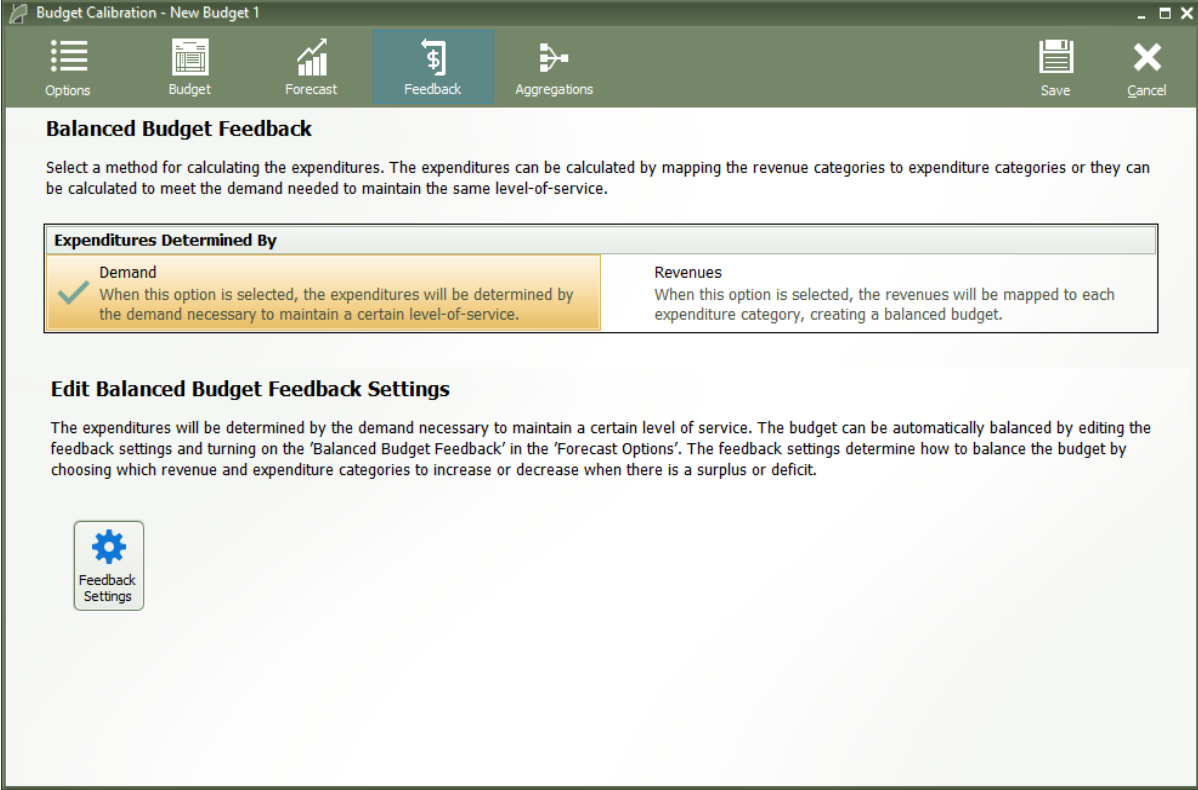 Budget Calibration - New Budget 1
Options
Budget
Forecast
Feedback
Aggregations
Save
Cancel
Balanced Budget Feedback
Select a method for calculating the expenditures. The expenditures can be calculated by mapping the revenue categories to expenditure categories or they can
be calculated to meet the demand needed to maintain the same level-of-service.
Expenditures Determined By
Demand
When this option is selected, the expenditures will be determined by
the demand necessary to maintain a certain level-of-service.
Revenues
When this option is selected, the revenues will be mapped to each
expenditure category, creating a balanced budget.
Edit Balanced Budget Feedback Settings
The expenditures will be determined by the demand necessary to maintain a certain level of service. The budget can be automatically balanced by editing the
feedback settings and turning on the 'Balanced Budget Feedback' in the 'Forecast Options'. The feedback settings determine how to balance the budget by
choosing which revenue and expenditure categories to increase or decrease when there is a surplus or deficit.
Feedback
Settings